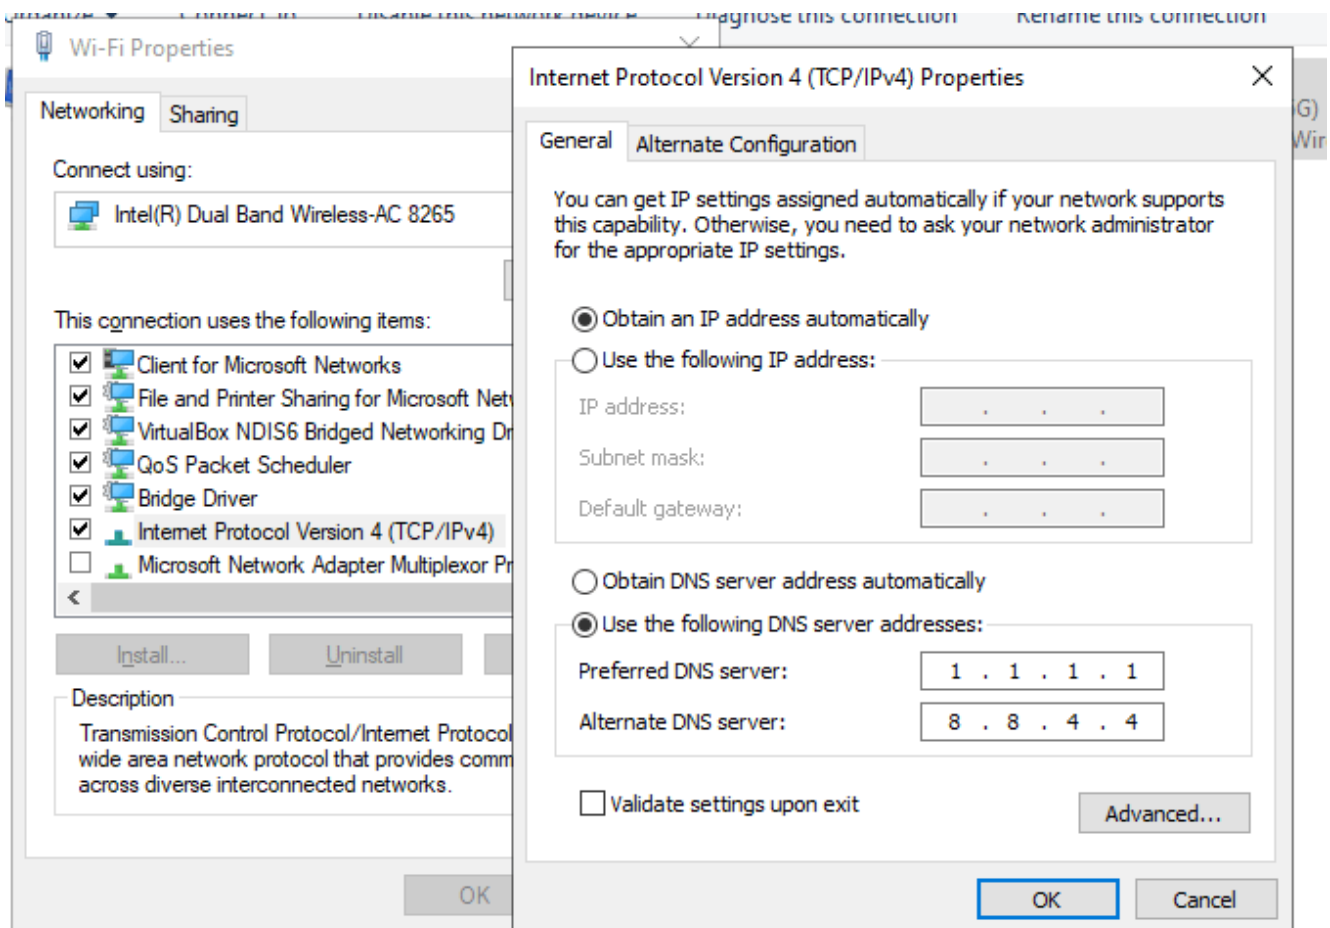 Connect To
Disable this network device
Diagnose this connection
Rename this connection
Wi-Fi Properties
Networking
Sharing
Connect using:
Intel(R) Dual Band Wireless-AC 8265
This connection uses the following items:
Client for Microsoft Networks
File and Printer Sharing for Microsoft
VirtualBox NDIS6 Bridged Networking
QoS Packet Scheduler
Bridge Driver
Internet Protocol Version 4 (TCP/IPv4)
Microsoft Network Adapter Multiplexor
Install...
Uninstall
Description
Transmission Control Protocol/Internet Protocol
wide area network protocol that provides
across diverse interconnected networks.
OK
Internet Protocol Version 4 (TCP/IPv4) Properties
General
Alternate Configuration
You can get IP settings assigned automatically if your network supports
this capability. Otherwise, you need to ask your network administrator
for the appropriate IP settings.
Obtain an IP address automatically
Use the following IP address:
IP address:
. . .
Subnet mask:
. . .
Default gateway:
. . .
Obtain DNS server address automatically
Use the following DNS server addresses:
Preferred DNS server:
1 . 1 . 1 . 1
Alternate DNS server:
8 . 8 . 4 . 4
Validate settings upon exit
Advanced...
OK
Cancel
G)